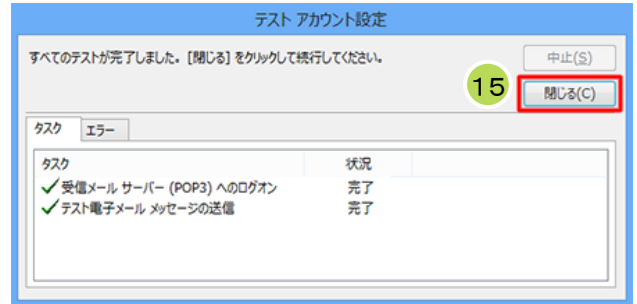 テスト アカウント設定
すべてのテストが完了しました。[閉じる] をクリックして続行してください。
中止(S)
15
閉じる(C)
タスク エラー
タスク 状況
受信メール サーバー (POP3) へのログオン 完了
テスト電子メール メッセージの送信 完了